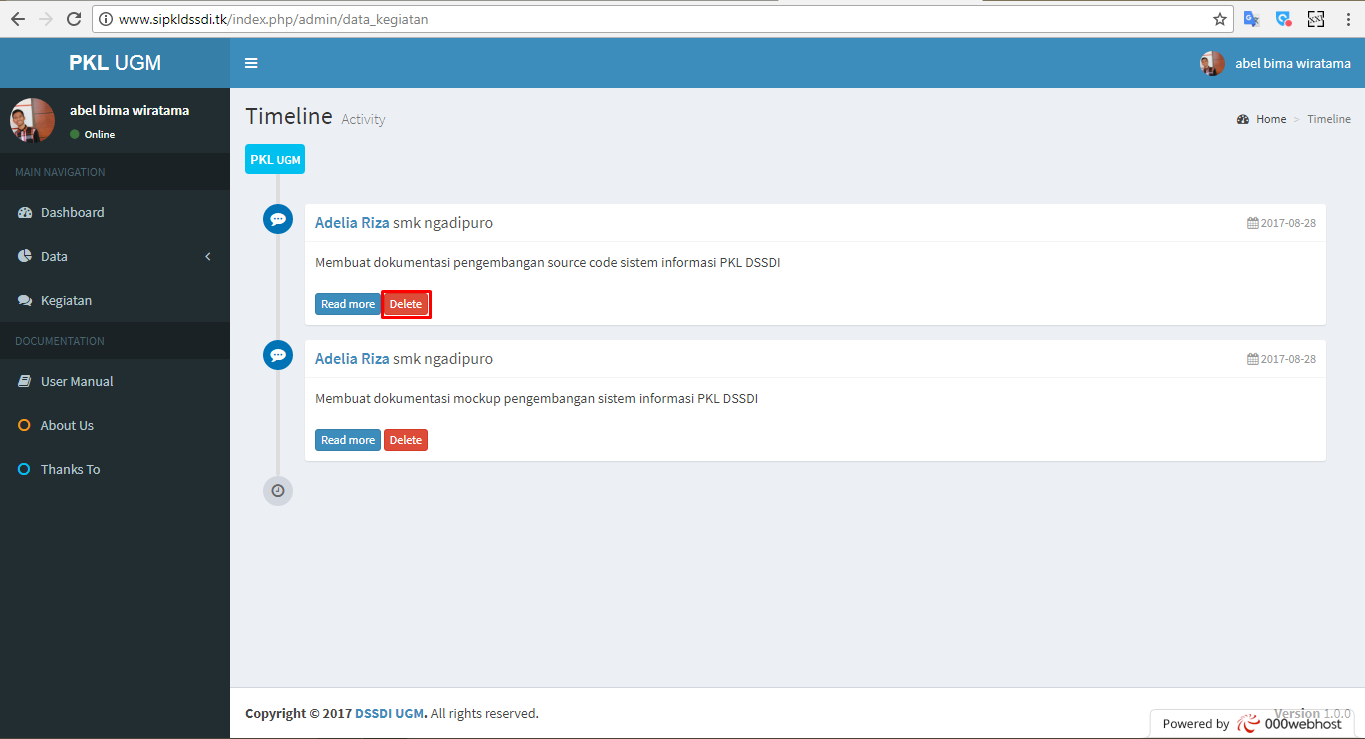 www.sipkldssdi.tk/index.php/admin/data_kegiatan
PKL UGM
abel bima wiratama
abel bima wiratama
Online
MAIN NAVIGATION
Dashboard
Data
Kegiatan
DOCUMENTATION
User Manual
About Us
Thanks To
Timeline Activity
Home > Timeline
PKL UGM
Adelia Riza smk ngadipuro
2017-08-28
Membuat dokumentasi pengembangan source code sistem informasi PKL DSSDI
Read more Delete
Adelia Riza smk ngadipuro
2017-08-28
Membuat dokumentasi mockup pengembangan sistem informasi PKL DSSDI
Read more Delete
Copyright © 2017 DSSDI UGM. All rights reserved.
Version 1.0.0
Powered by 000webhost